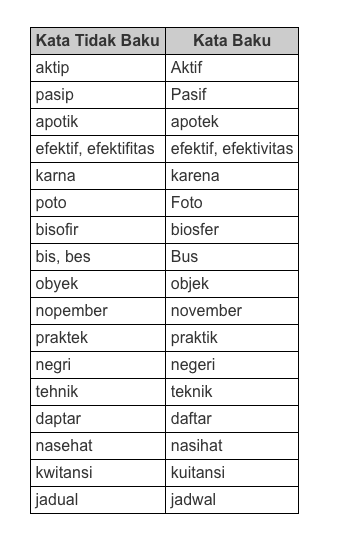 Kata Tidak Baku Kata Baku
aktip Aktif
pasip Pasif
apotik apotek
efektif, efektifitas efektif, efektivitas
karna karena
poto Foto
bisofir biosfer
bis, bes Bus
obyek objek
nopember november
praktek praktik
negri negeri
tehnik teknik
daptar daftar
nasehat nasihat
kwitansi kuitansi
jadual jadwal